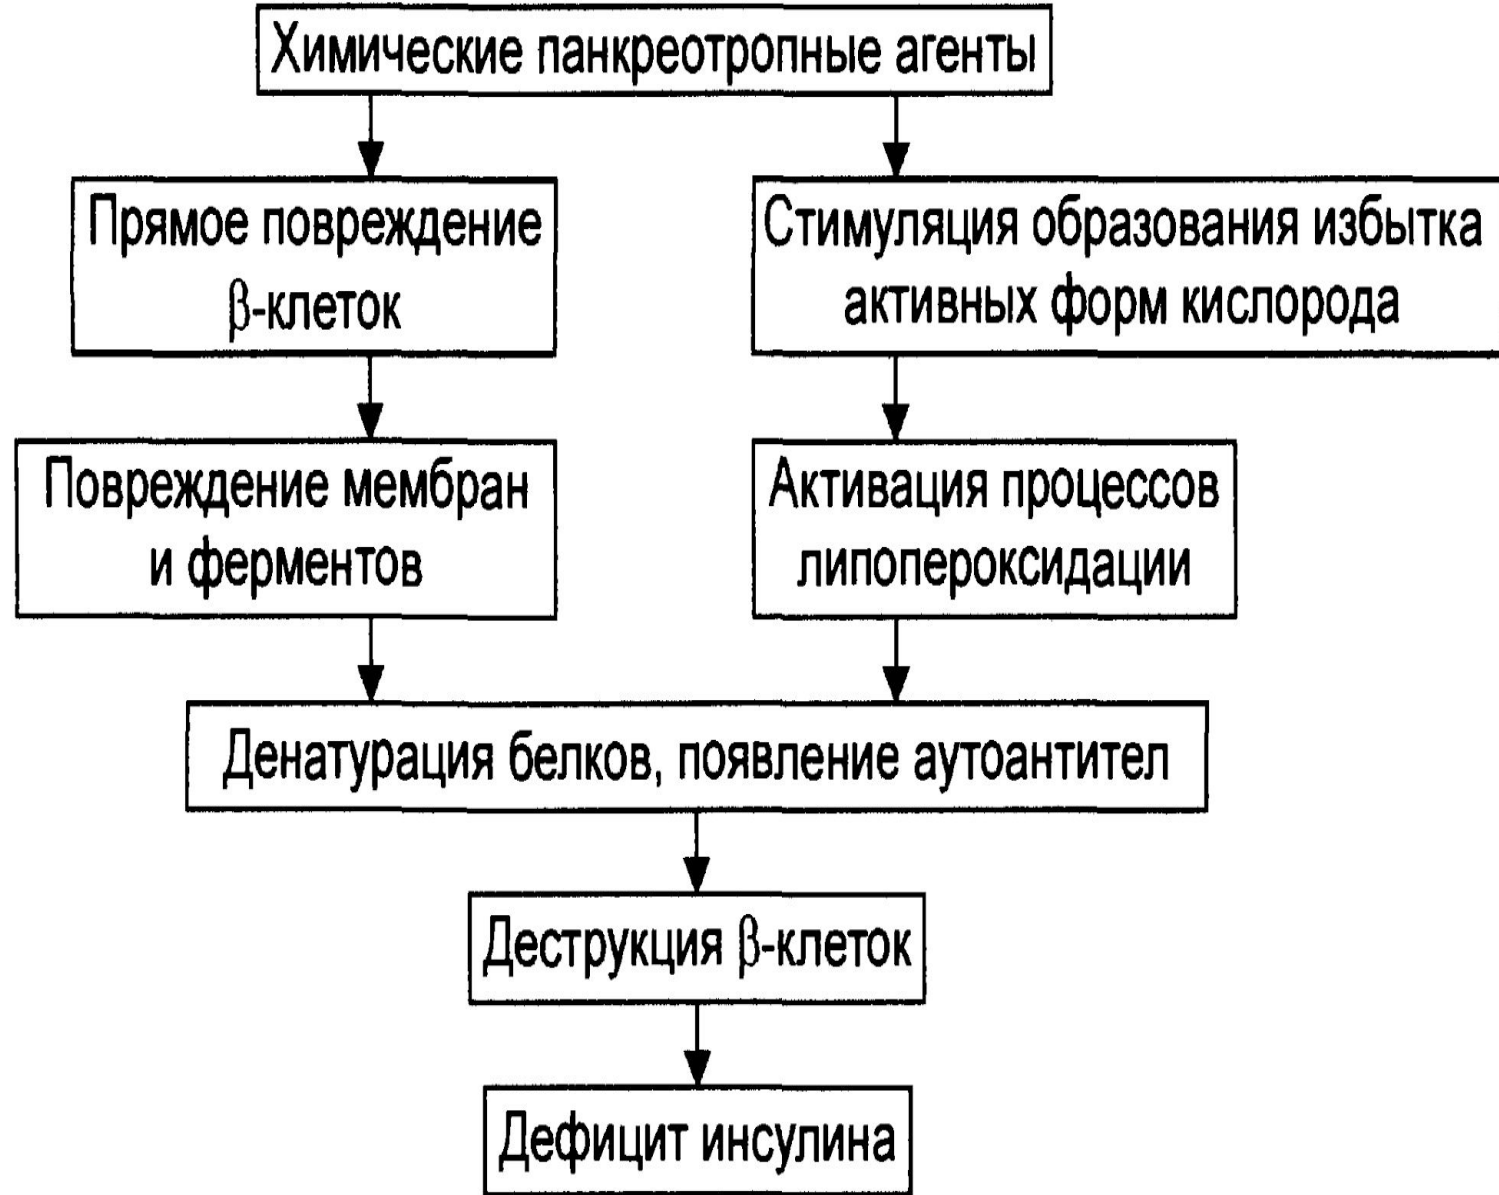 Химические панкреотропные агенты
Прямое повреждение
β-клеток
Стимуляция образования избытка
активных форм кислорода
Повреждение мембран
и ферментов
Активация процессов
липопероксидации
Денатурация белков, появление аутоантител
Деструкция β-клеток
Дефицит инсулина